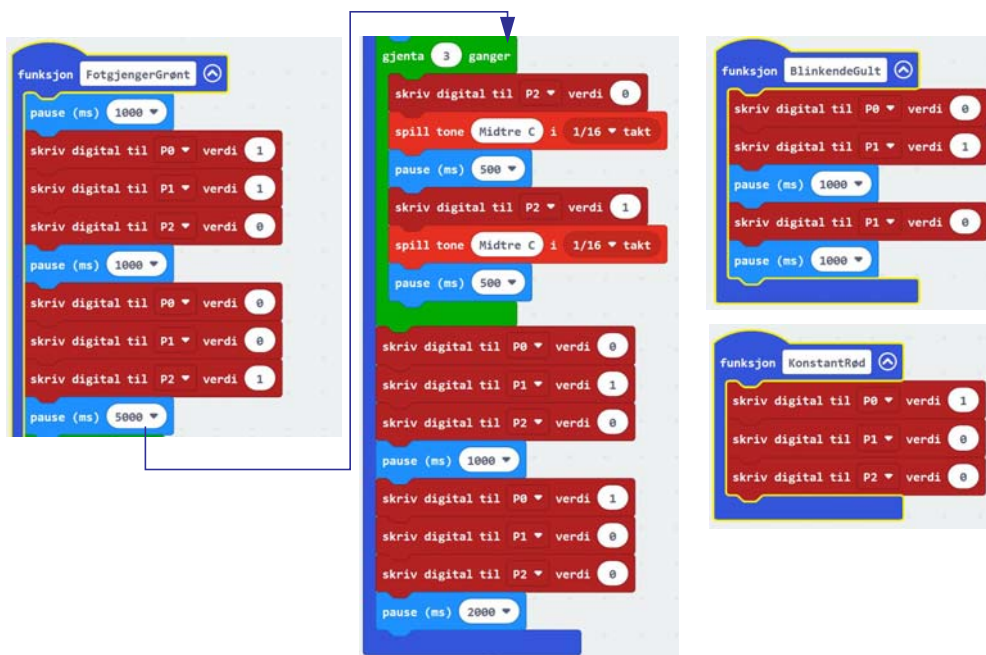 funksjon FotgjengerGrønt
pause (ms) 1000
skriv digital til P0 verdi 1
skriv digital til P1 verdi 1
skriv digital til P2 verdi 0
pause (ms) 1000
skriv digital til P0 verdi 0
skriv digital til P1 verdi 0
skriv digital til P2 verdi 1
pause (ms) 5000
gjenta 3 ganger
skriv digital til P2 verdi 0
spill tone Midtre C i 1/16 takt
pause (ms) 500
skriv digital til P2 verdi 1
spill tone Midtre C i 1/16 takt
pause (ms) 500
skriv digital til P0 verdi 0
skriv digital til P1 verdi 1
skriv digital til P2 verdi 0
pause (ms) 1000
skriv digital til P0 verdi 1
skriv digital til P1 verdi 0
skriv digital til P2 verdi 0
pause (ms) 2000
funksjon BlinkendeGult
skriv digital til P0 verdi 0
skriv digital til P1 verdi 1
pause (ms) 1000
skriv digital til P1 verdi 0
pause (ms) 1000
funksjon KonstantRød
skriv digital til P0 verdi 1
skriv digital til P1 verdi 0
skriv digital til P2 verdi 0